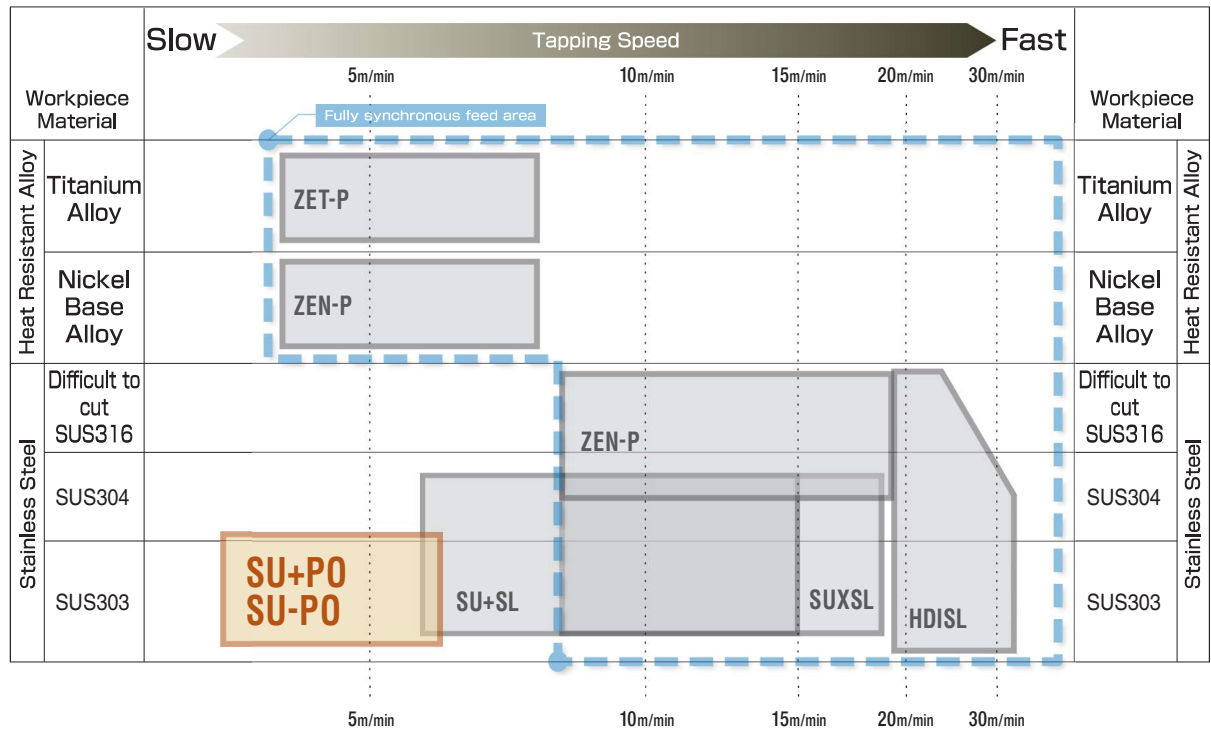 Slow
Tapping Speed
Fast
5m/min
10m/min
15m/min
20m/min
30m/min
Workpiece
Material
Workpiece
Material
Fully synchronous feed area
Heat Resistant Alloy
Titanium
Alloy
ZET-P
Titanium
Alloy
Heat Resistant Alloy
Nickel
Base
Alloy
ZEN-P
Nickel
Base
Alloy
Stainless Steel
Difficult to
cut
SUS316
ZEN-P
Difficult to
cut
SUS316
Stainless Steel
SUS304
SUS304
SUS303
SU+PO
SU-PO
SU+SL
SUXSL
HDISL
SUS303
5m/min
10m/min
15m/min
20m/min
30m/min